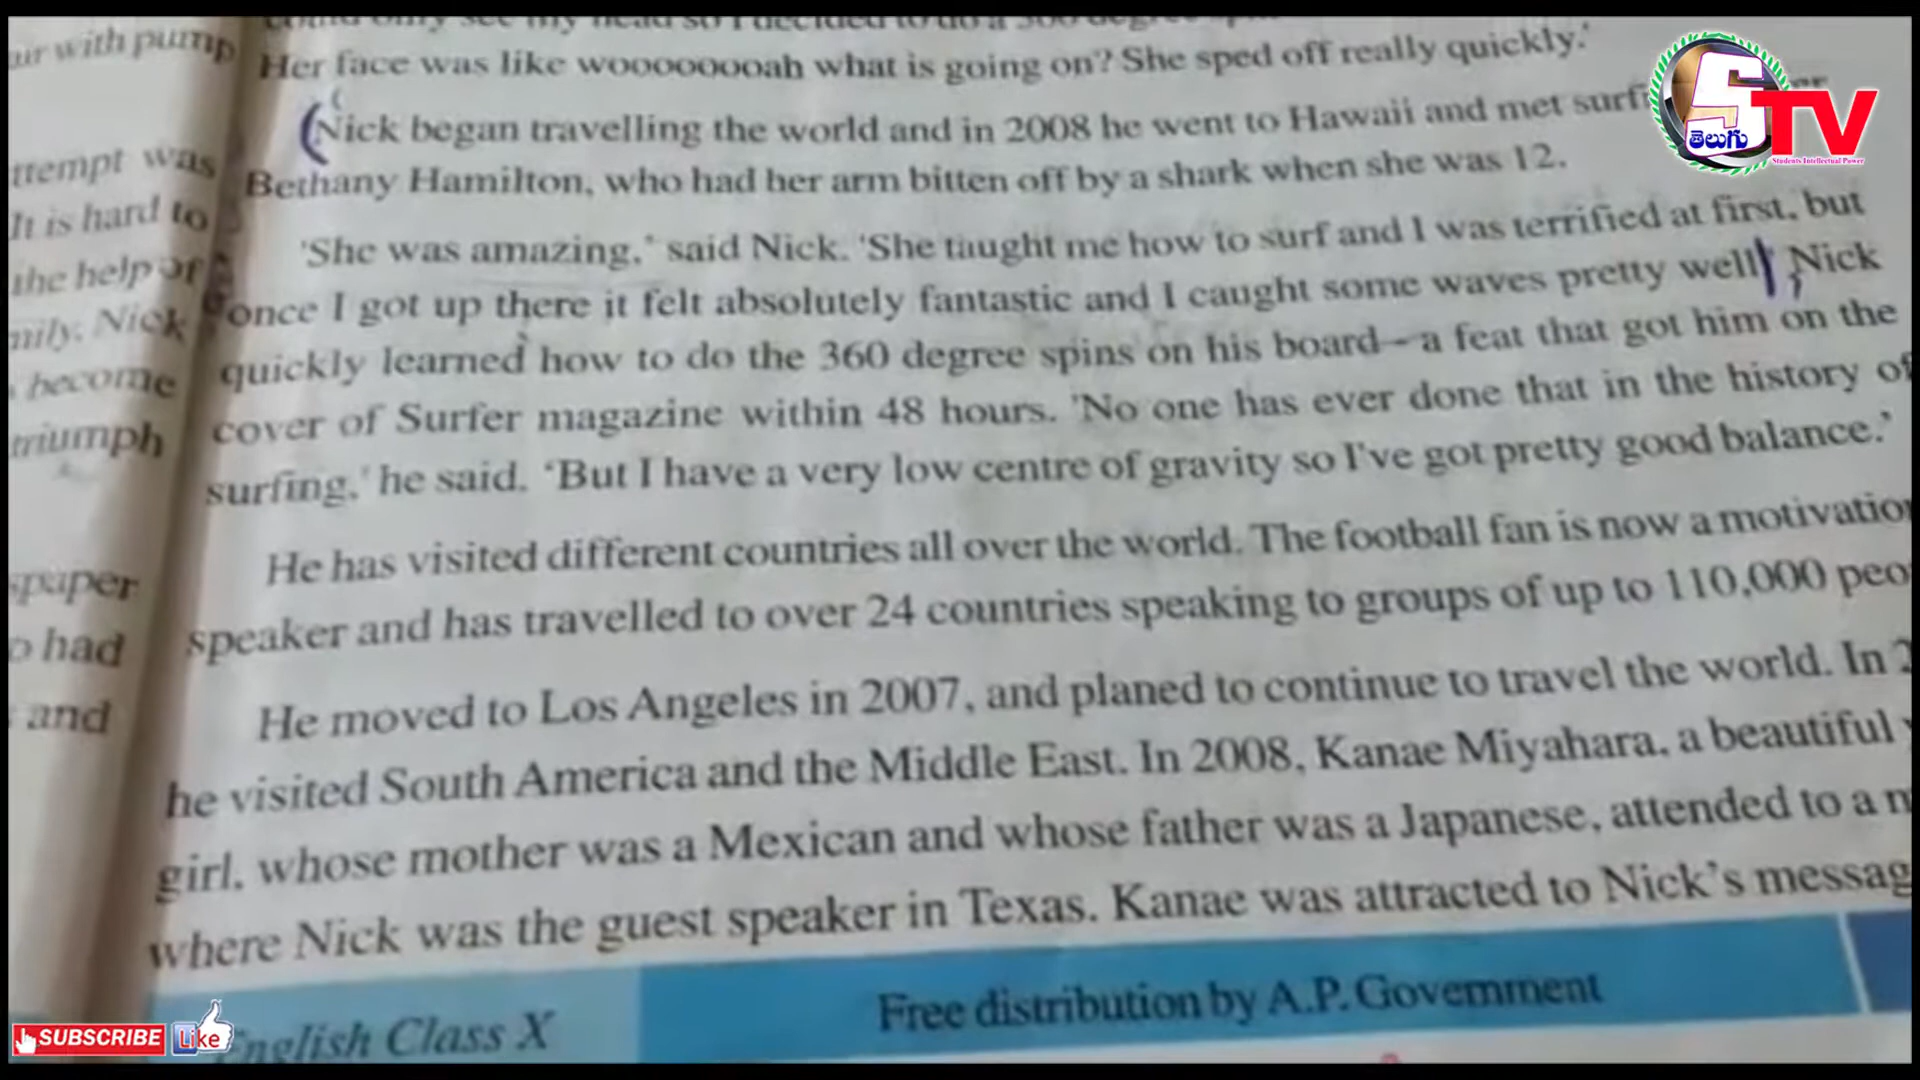 air with pump
ttempt was
It is hard to
the help of
mily. Nick
become
triumph
spaper
had
and
Her face was like woooooooah what is going on? She sped off really quickly.'
Nick began travelling the world and in 2008 he went to Hawaii and met
Bethany Hamilton, who had her arm bitten off by a shark when she was 12.
'She was amazing,' said Nick. 'She taught me how to surf and I was terrified at first, but
once I got up there it felt absolutely fantastic and I caught some waves pretty well Nick
quickly learned how to do the 360 degree spins on his board—a feat that got him on the
cover of Surfer magazine within 48 hours. 'No one has ever done that in the history of
surfing,' he said. 'But I have a very low centre of gravity so I've got pretty good balance.'
He has visited different countries all over the world. The football fan is now a motivatio
speaker and has travelled to over 24 countries speaking to groups of up to 110,000 peo
He moved to Los Angeles in 2007, and planed to continue to travel the world. In 2
he visited South America and the Middle East. In 2008, Kanae Miyahara, a beautiful
girl, whose mother was a Mexican and whose father was a Japanese, attended to a m
where Nick was the guest speaker in Texas. Kanae was attracted to Nick's messag
English Class X
Free distribution by A.P. Government
STV
తెలుగు
Students Intellectual Power
SUBSCRIBE
Like